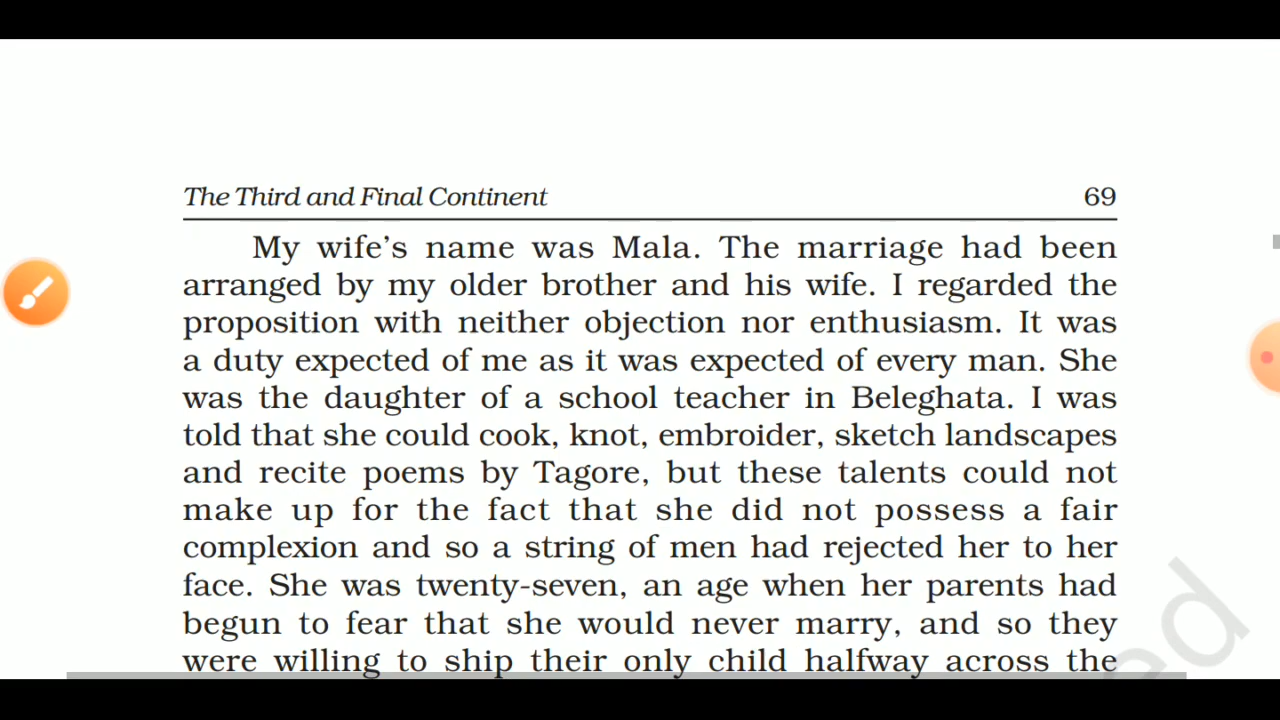 The Third and Final Continent 69
My wife's name was Mala. The marriage had been
arranged by my older brother and his wife. I regarded the
proposition with neither objection nor enthusiasm. It was
a duty expected of me as it was expected of every man. She
was the daughter of a school teacher in Beleghata. I was
told that she could cook, knot, embroider, sketch landscapes
and recite poems by Tagore, but these talents could not
make up for the fact that she did not possess a fair
complexion and so a string of men had rejected her to her
face. She was twenty-seven, an age when her parents had
begun to fear that she would never marry, and so they
were willing to ship their only child halfway across the
ed